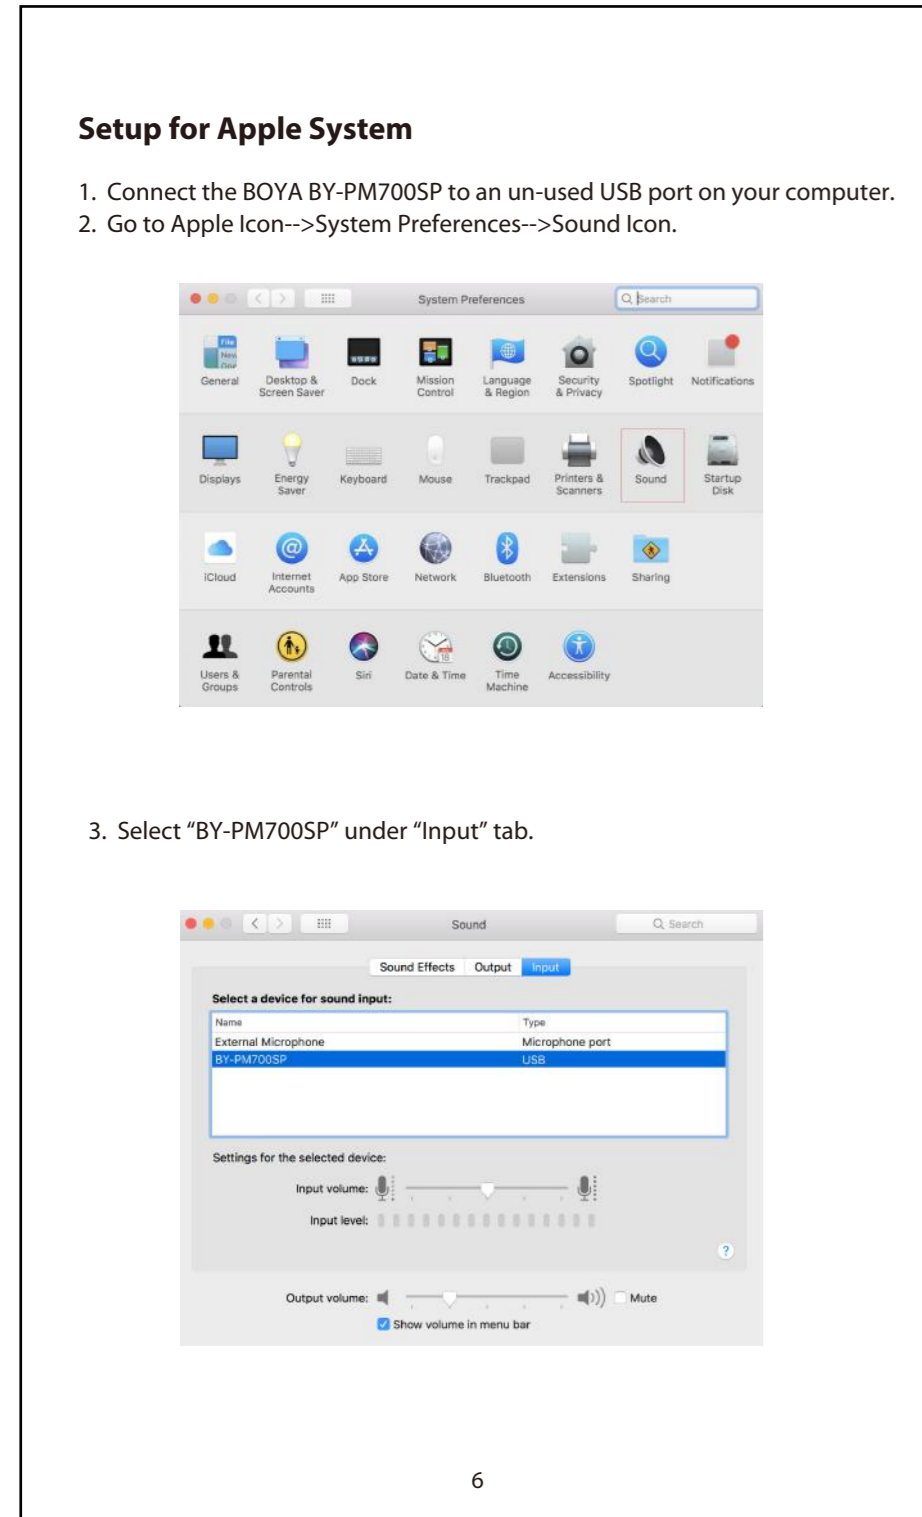 Setup for Apple System
1. Connect the BOYA BY-PM700SP to an un-used USB port on your computer.
2. Go to Apple Icon-->System Preferences-->Sound Icon.
System Preferences
Search
File
New
General
Desktop & Screen Saver
Dock
Mission Control
Language & Region
Security & Privacy
Spotlight
Notifications
Displays
Energy Saver
Keyboard
Mouse
Trackpad
Printers & Scanners
Sound
Startup Disk
iCloud
Internet Accounts
App Store
Network
Bluetooth
Extensions
Sharing
Users & Groups
Parental Controls
Siri
18
Date & Time
Time Machine
Accessibility
3. Select “BY-PM700SP” under “Input” tab.
Sound
Search
Sound Effects Output Input
Select a device for sound input:
Name Type
External Microphone Microphone port
BY-PM700SP USB
Settings for the selected device:
Input volume:
Input level:
?
Output volume: Mute
Show volume in menu bar
6